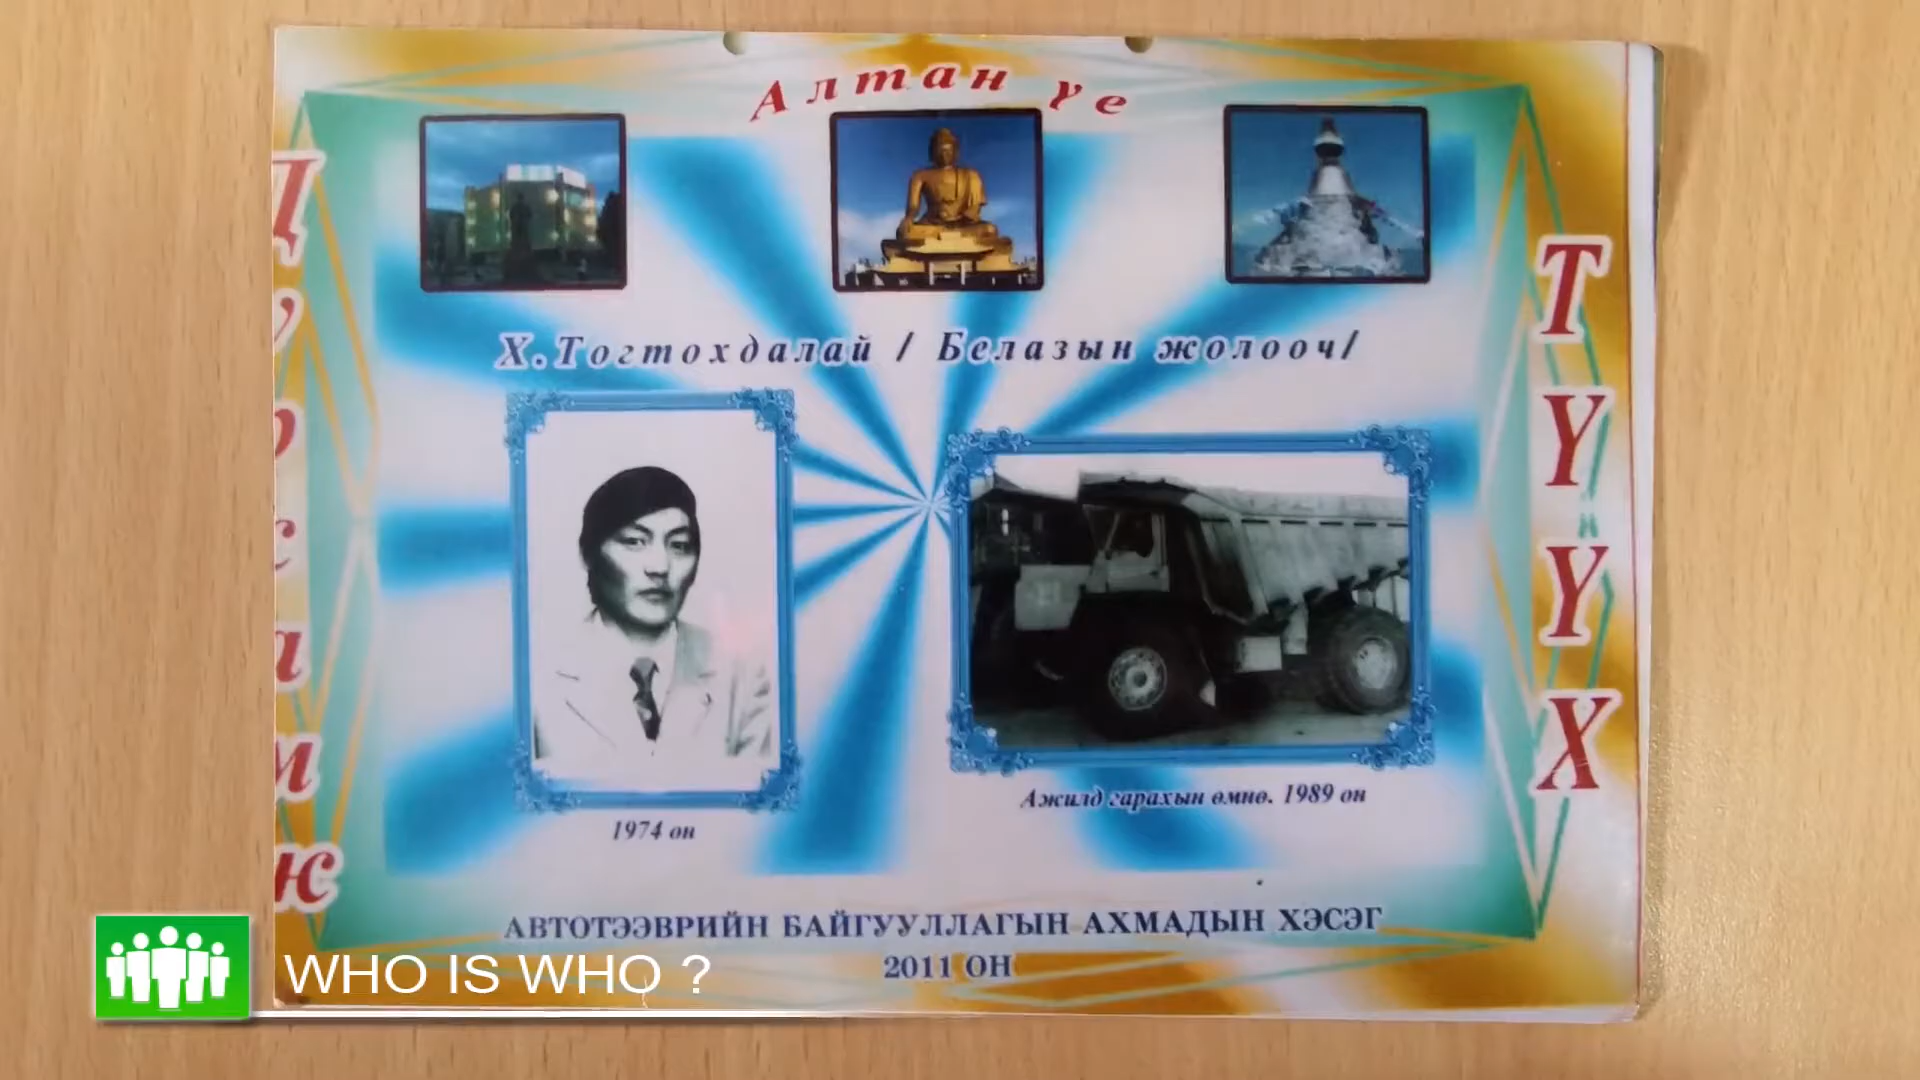 Алтан үе
Дурсамж
ТҮҮХ
Х.Тогтохдалай / Белазын жолооч/
1974 он
Ажилд гарахын өмнө. 1989 он
АВТОТЭЭВРИЙН БАЙГУУЛЛАГЫН АХМАДЫН ХЭСЭГ
2011 ОН
WHO IS WHO ?